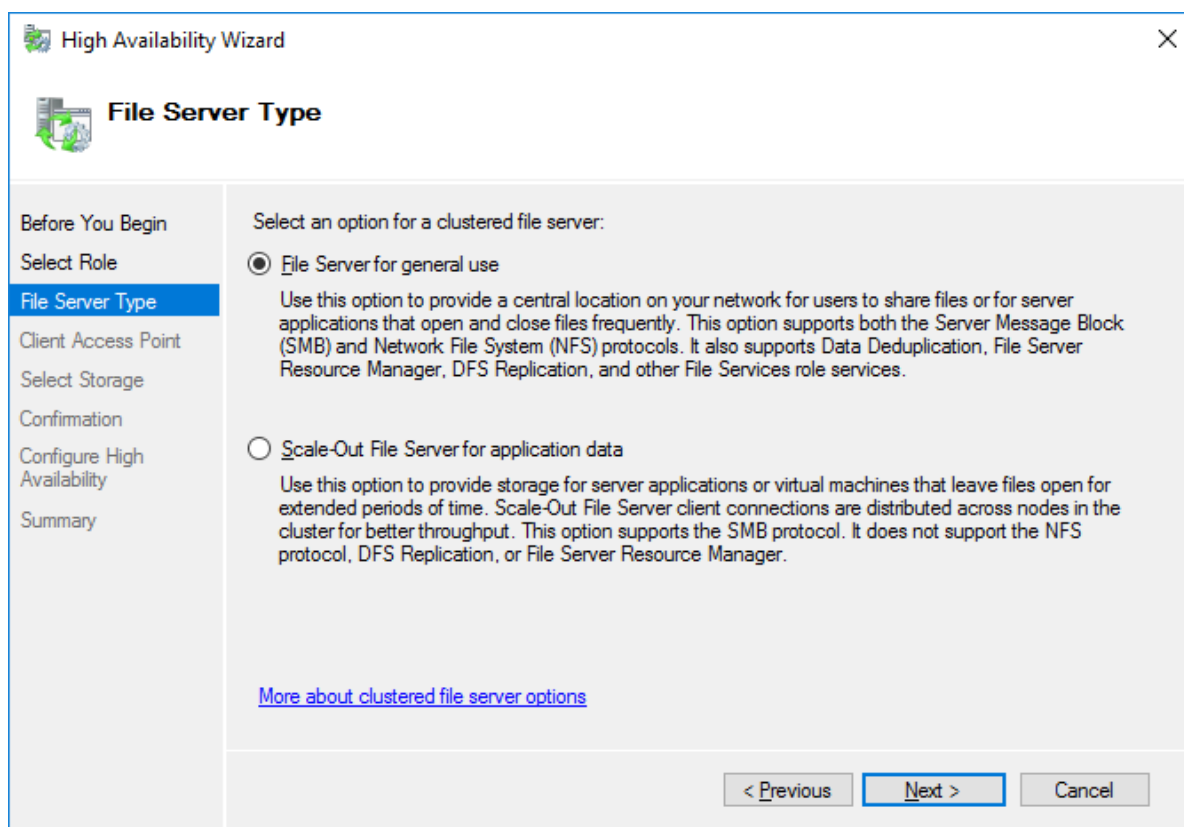 High Availability Wizard
File Server Type
Before You Begin
Select Role
File Server Type
Client Access Point
Select Storage
Confirmation
Configure High
Availability
Summary
Select an option for a clustered file server:
File Server for general use
Use this option to provide a central location on your network for users to share files or for server
applications that open and close files frequently. This option supports both the Server Message Block
(SMB) and Network File System (NFS) protocols. It also supports Data Deduplication, File Server
Resource Manager, DFS Replication, and other File Services role services.
Scale-Out File Server for application data
Use this option to provide storage for server applications or virtual machines that leave files open for
extended periods of time. Scale-Out File Server client connections are distributed across nodes in the
cluster for better throughput. This option supports the SMB protocol. It does not support the NFS
protocol, DFS Replication, or File Server Resource Manager.
More about clustered file server options
< Previous
Next >
Cancel